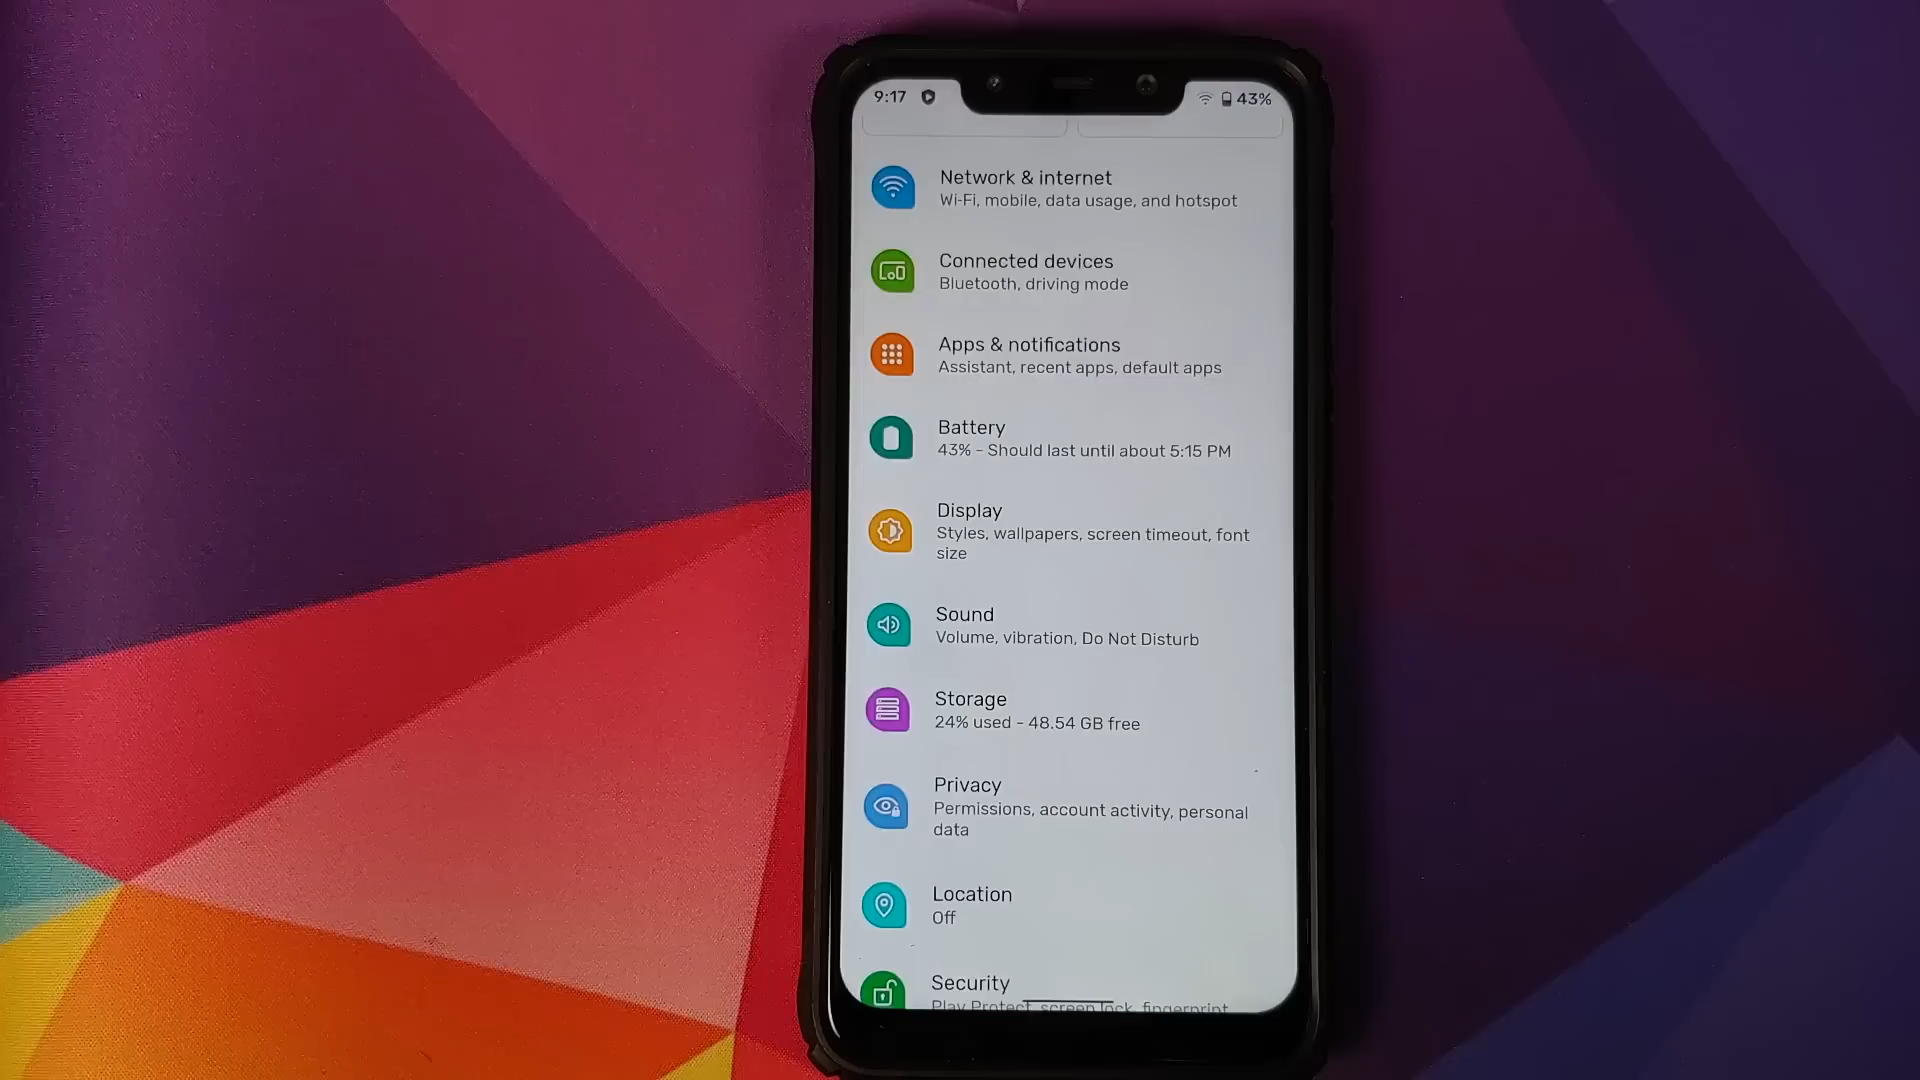 9:17 43%
Network & internet
Wi-Fi, mobile, data usage, and hotspot
Connected devices
Bluetooth, driving mode
Apps & notifications
Assistant, recent apps, default apps
Battery
43% - Should last until about 5:15 PM
Display
Styles, wallpapers, screen timeout, font
size
Sound
Volume, vibration, Do Not Disturb
Storage
24% used - 48.54 GB free
Privacy
Permissions, account activity, personal
data
Location
Off
Security
Play Protect, screen lock, fingerprint